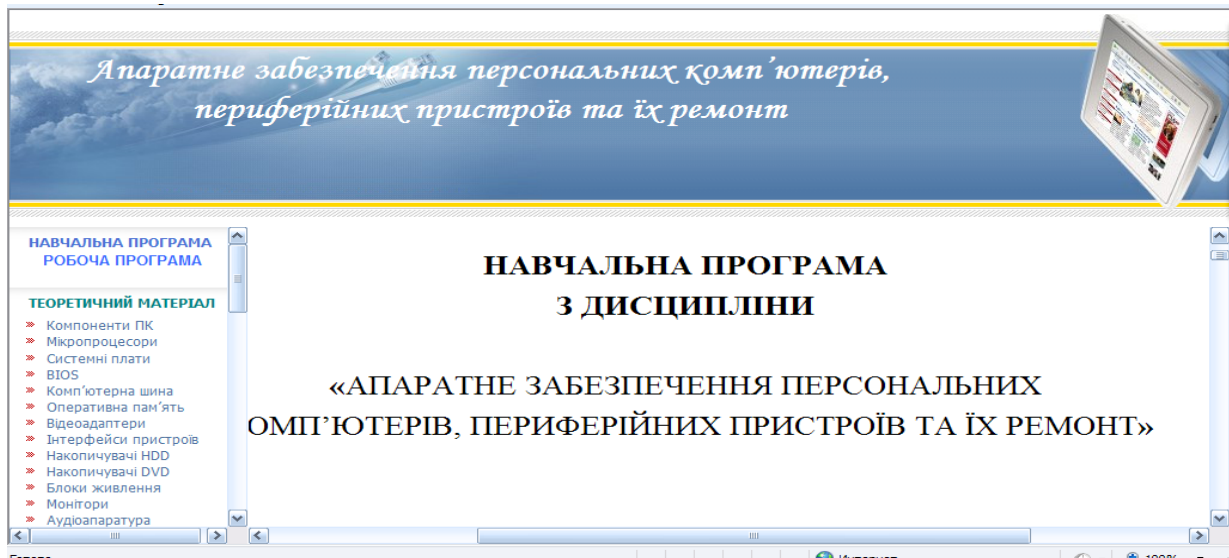 Апаратне забезпечення персональних комп'ютерів,
периферійних пристроїв та їх ремонт
НАВЧАЛЬНА ПРОГРАМА
РОБОЧА ПРОГРАМА
ТЕОРЕТИЧНИЙ МАТЕРІАЛ
Компоненти ПК
Мікропроцесори
Системні плати
BIOS
Комп'ютерна шина
Оперативна пам'ять
Відеоадаптери
Інтерфейси пристроїв
Накопичувачі HDD
Накопичувачі DVD
Блоки живлення
Монітори
Аудіоапаратура
НАВЧАЛЬНА ПРОГРАМА
З ДИСЦИПЛІНИ
«АПАРАТНЕ ЗАБЕЗПЕЧЕННЯ ПЕРСОНАЛЬНИХ
ОМП’ЮТЕРІВ, ПЕРИФЕРІЙНИХ ПРИСТРОЇВ ТА ЇХ РЕМОНТ»